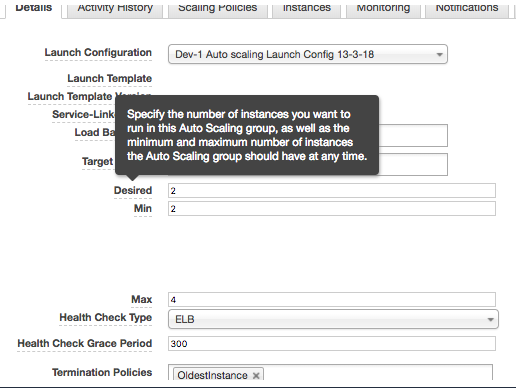 Details Activity History Scaling Policies Instances Monitoring Notifications
Launch Configuration Dev-1 Auto scaling Launch Config 13-3-18
Launch Template
Launch Template Version
Service-Link
Load Ba
Target
Specify the number of instances you want to
run in this Auto Scaling group, as well as the
minimum and maximum number of instances
the Auto Scaling group should have at any time.
Desired 2
Min 2
Max 4
Health Check Type ELB
Health Check Grace Period 300
Termination Policies OldestInstance ×